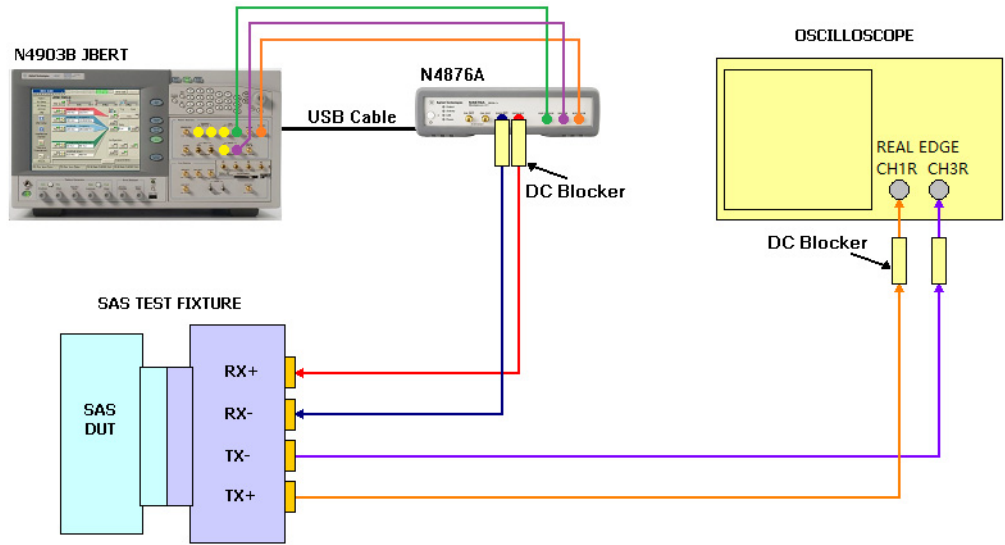 N4903B JBERT
N4876A
OSCILLOSCOPE
USB Cable
REAL EDGE
CH1R CH3R
DC Blocker
DC Blocker
SAS TEST FIXTURE
RX+
RX-
TX-
TX+
SAS
DUT